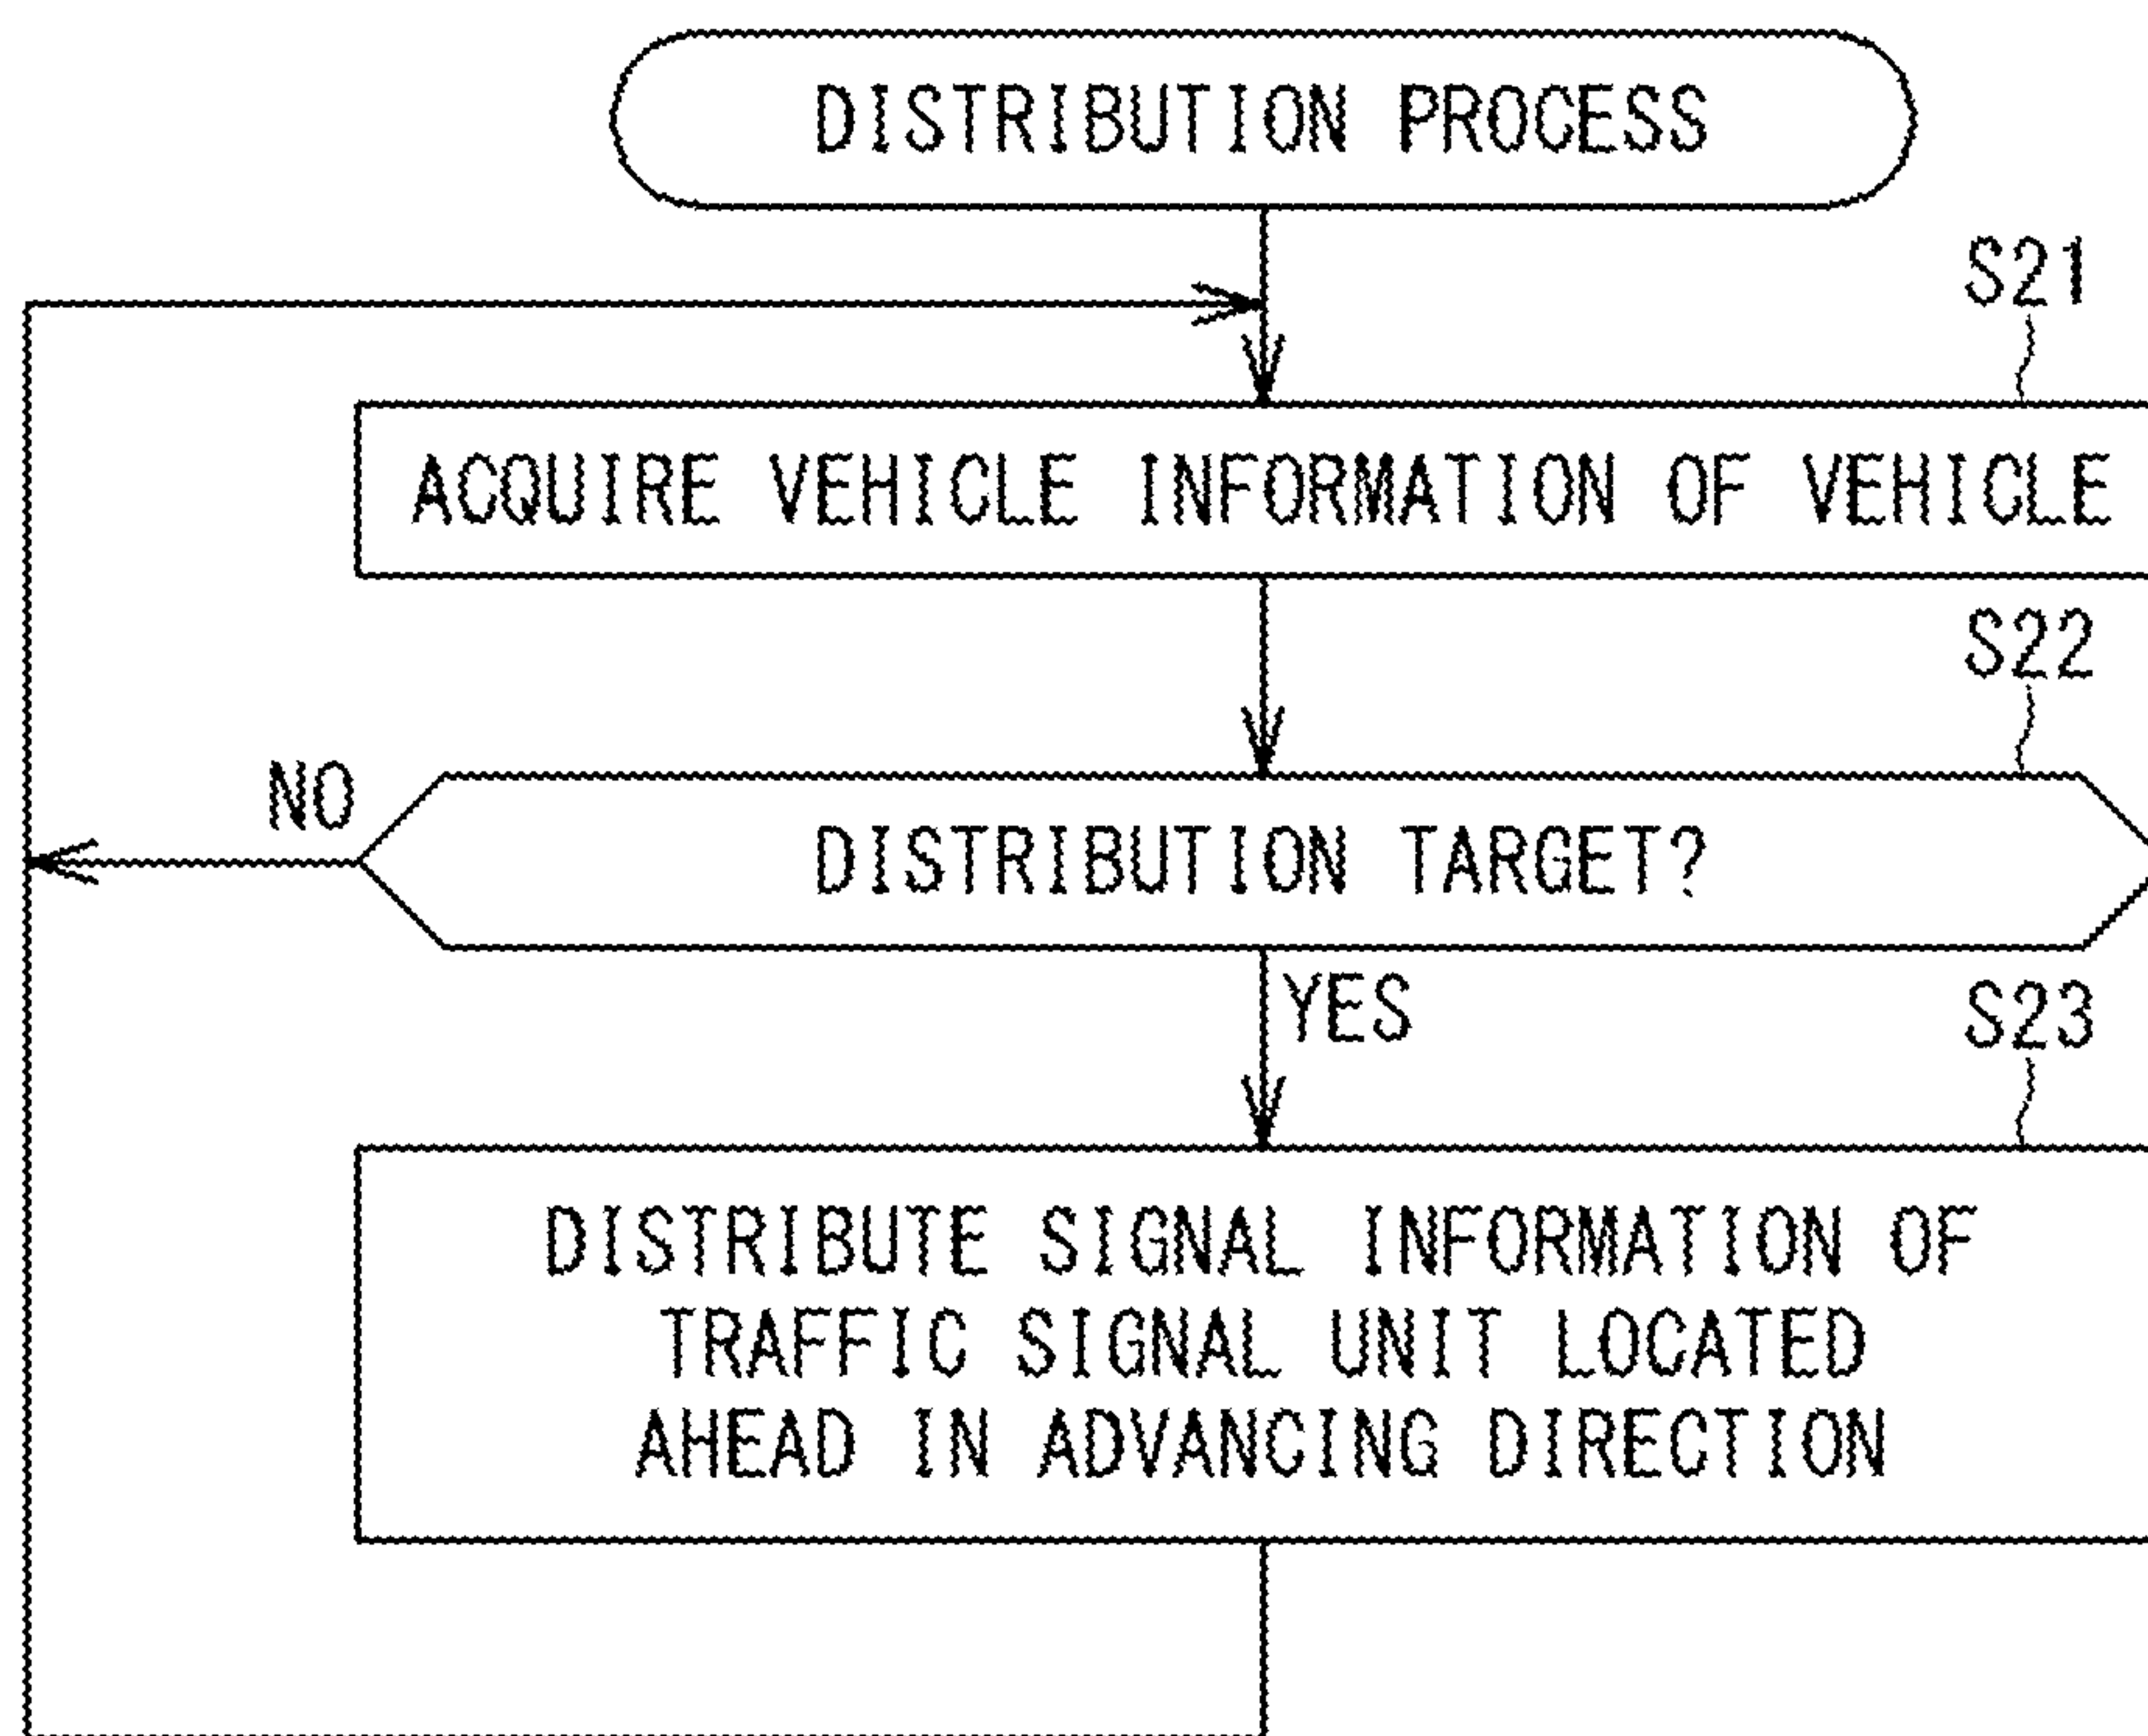 DISTRIBUTION PROCESS
S21
ACQUIRE VEHICLE INFORMATION OF VEHICLE
S22
NO
DISTRIBUTION TARGET?
YES
S23
DISTRIBUTE SIGNAL INFORMATION OF
TRAFFIC SIGNAL UNIT LOCATED
AHEAD IN ADVANCING DIRECTION